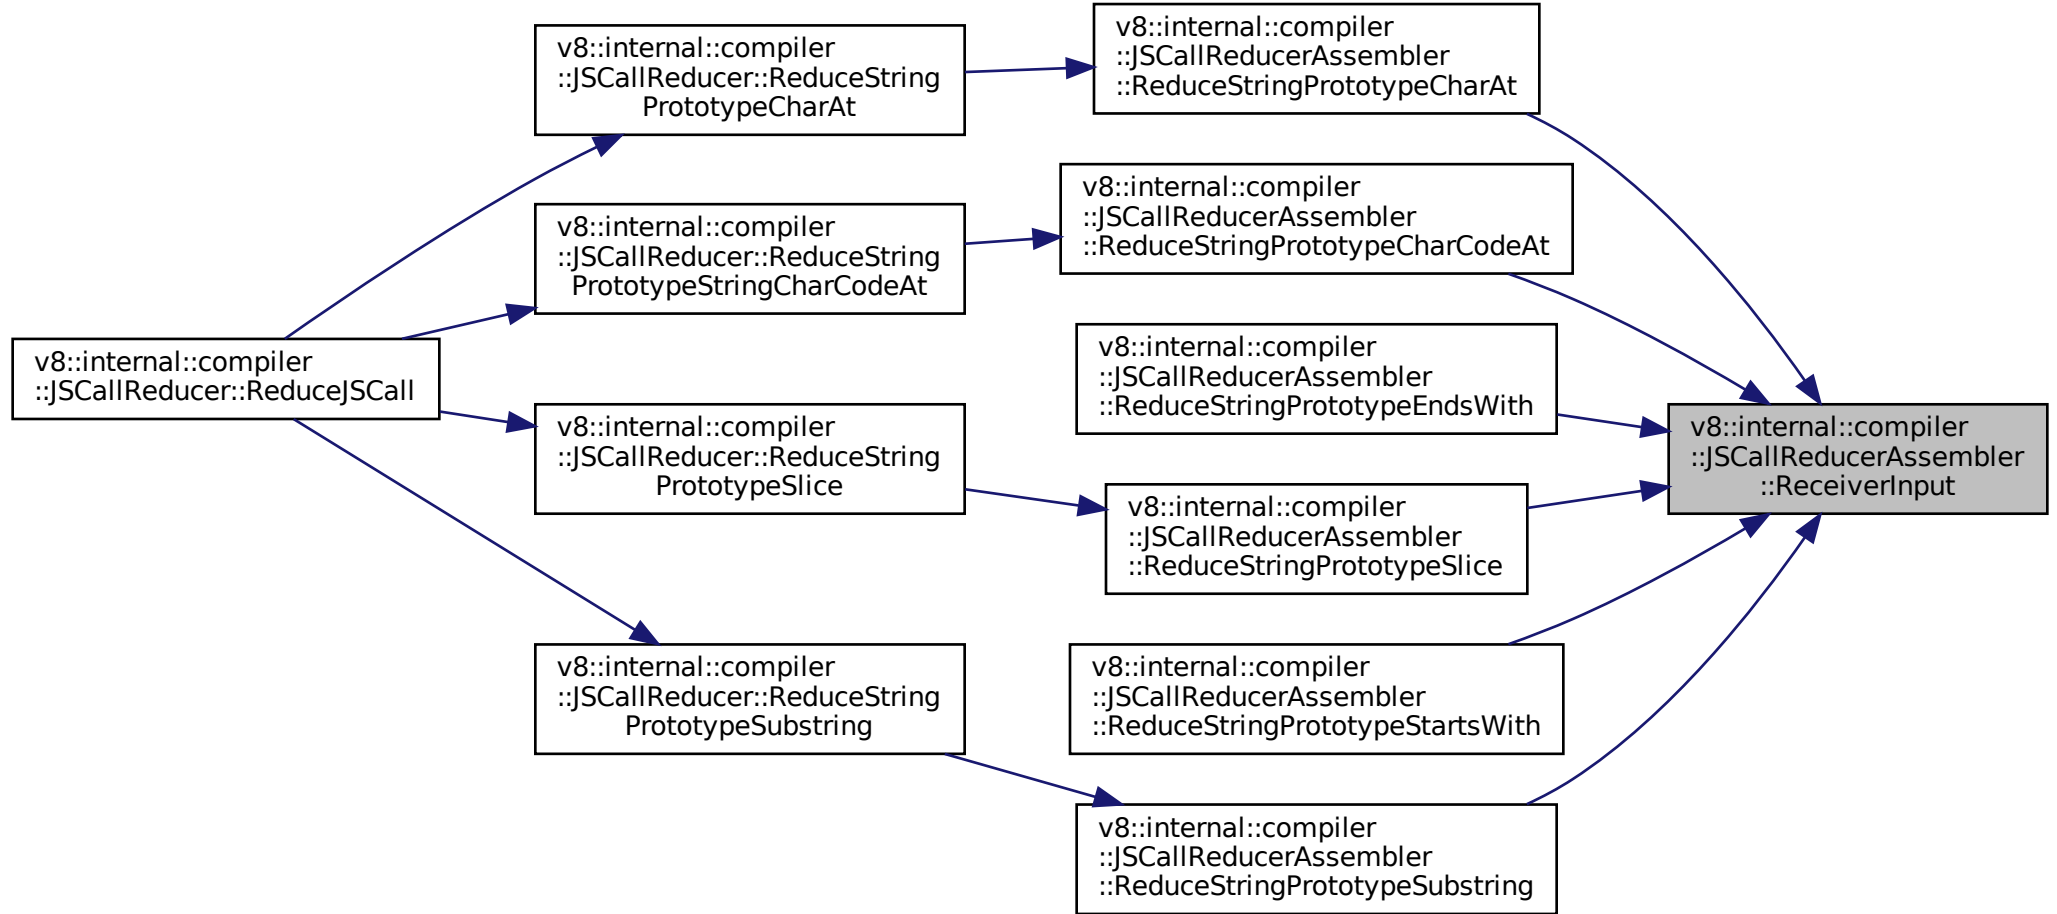 v8::internal::compiler
::JSCallReducer::ReduceJSCall
v8::internal::compiler
::JSCallReducer::ReduceString
PrototypeCharAt
v8::internal::compiler
::JSCallReducer::ReduceString
PrototypeStringCharCodeAt
v8::internal::compiler
::JSCallReducer::ReduceString
PrototypeSlice
v8::internal::compiler
::JSCallReducer::ReduceString
PrototypeSubstring
v8::internal::compiler
::JSCallReducerAssembler
::ReduceStringPrototypeCharAt
v8::internal::compiler
::JSCallReducerAssembler
::ReduceStringPrototypeCharCodeAt
v8::internal::compiler
::JSCallReducerAssembler
::ReduceStringPrototypeEndsWith
v8::internal::compiler
::JSCallReducerAssembler
::ReduceStringPrototypeSlice
v8::internal::compiler
::JSCallReducerAssembler
::ReduceStringPrototypeStartsWith
v8::internal::compiler
::JSCallReducerAssembler
::ReduceStringPrototypeSubstring
v8::internal::compiler
::JSCallReducerAssembler
::ReceiverInput